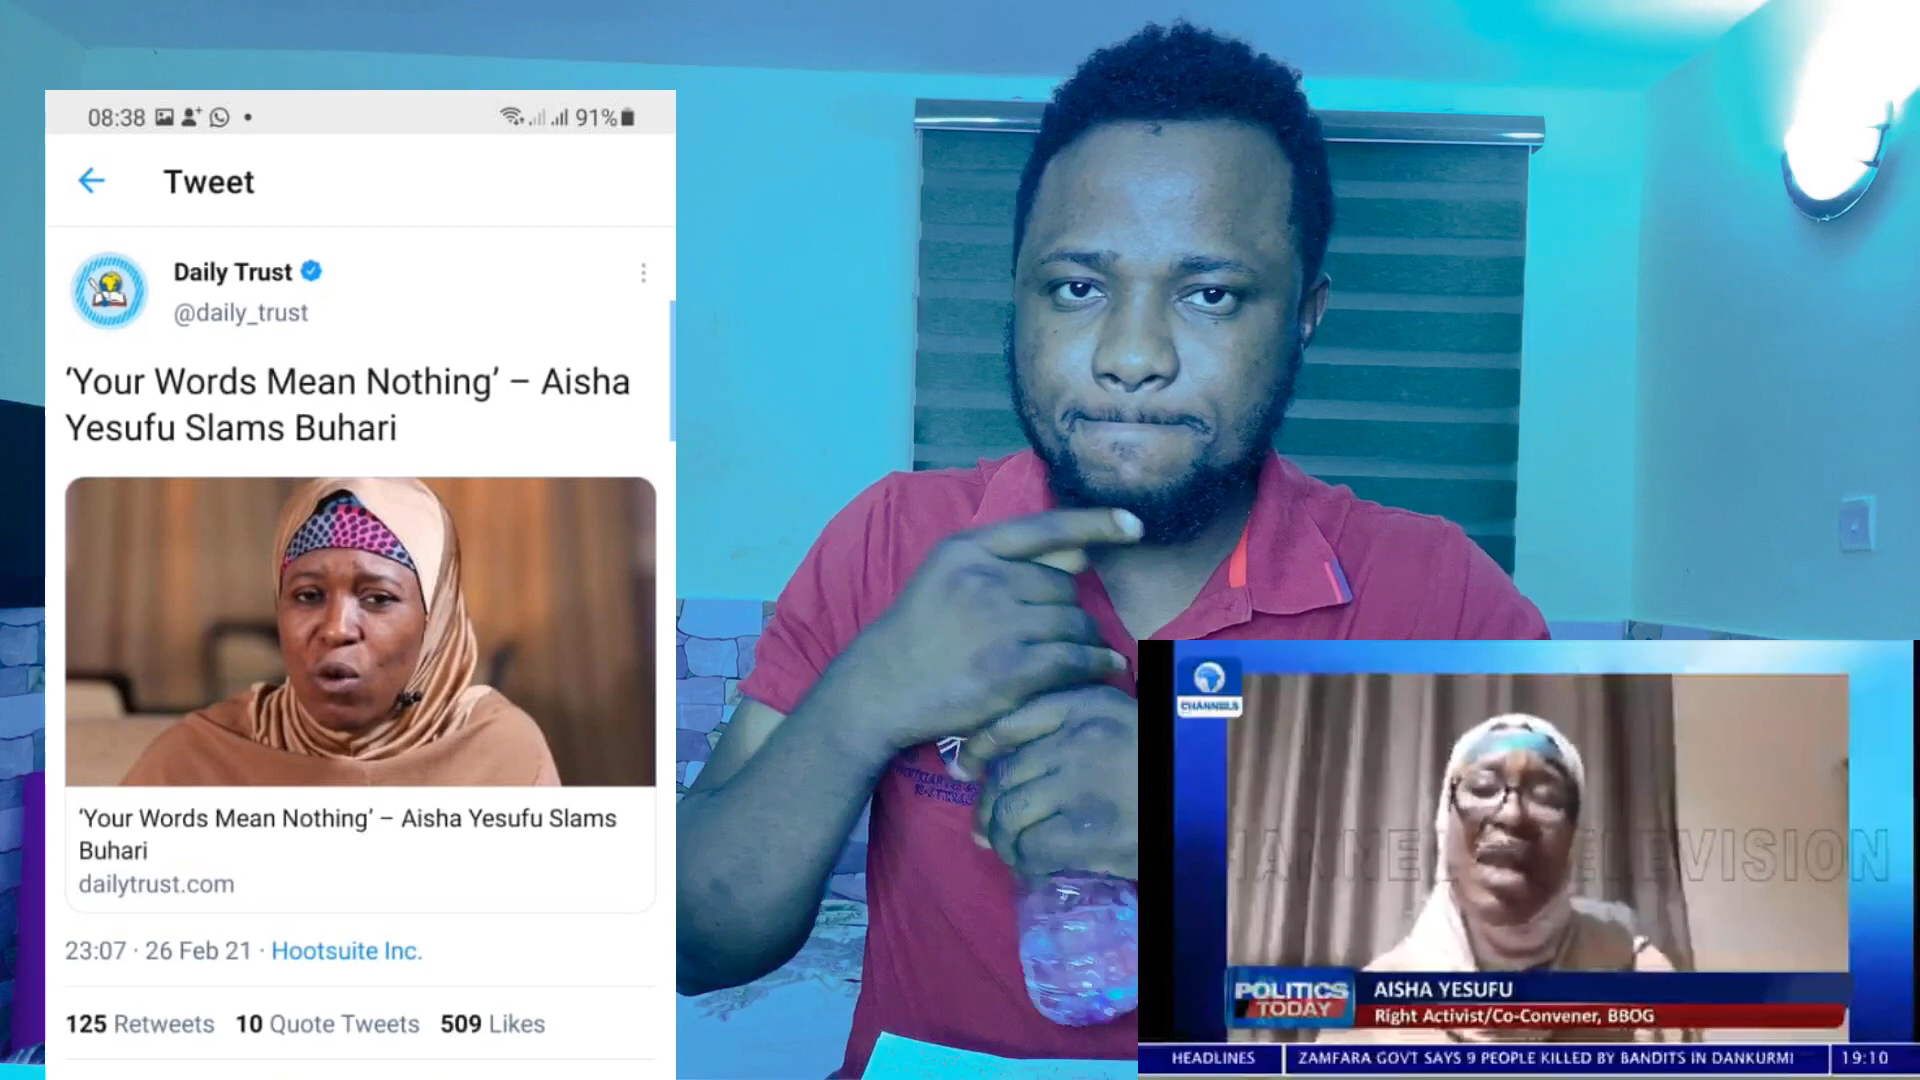 08:38
91%
Tweet
Daily Trust
@daily_trust
‘Your Words Mean Nothing’ – Aisha
Yesufu Slams Buhari
‘Your Words Mean Nothing’ – Aisha Yesufu Slams
Buhari
dailytrust.com
23:07 · 26 Feb 21 · Hootsuite Inc.
125 Retweets 10 Quote Tweets 509 Likes
CHANNELS
CHANNELS TELEVISION
POLITICS
TODAY
AISHA YESUFU
Right Activist/Co-Convener, BBOG
HEADLINES
ZAMFARA GOV'T SAYS 9 PEOPLE KILLED BY BANDITS IN DANKURMI
19:10